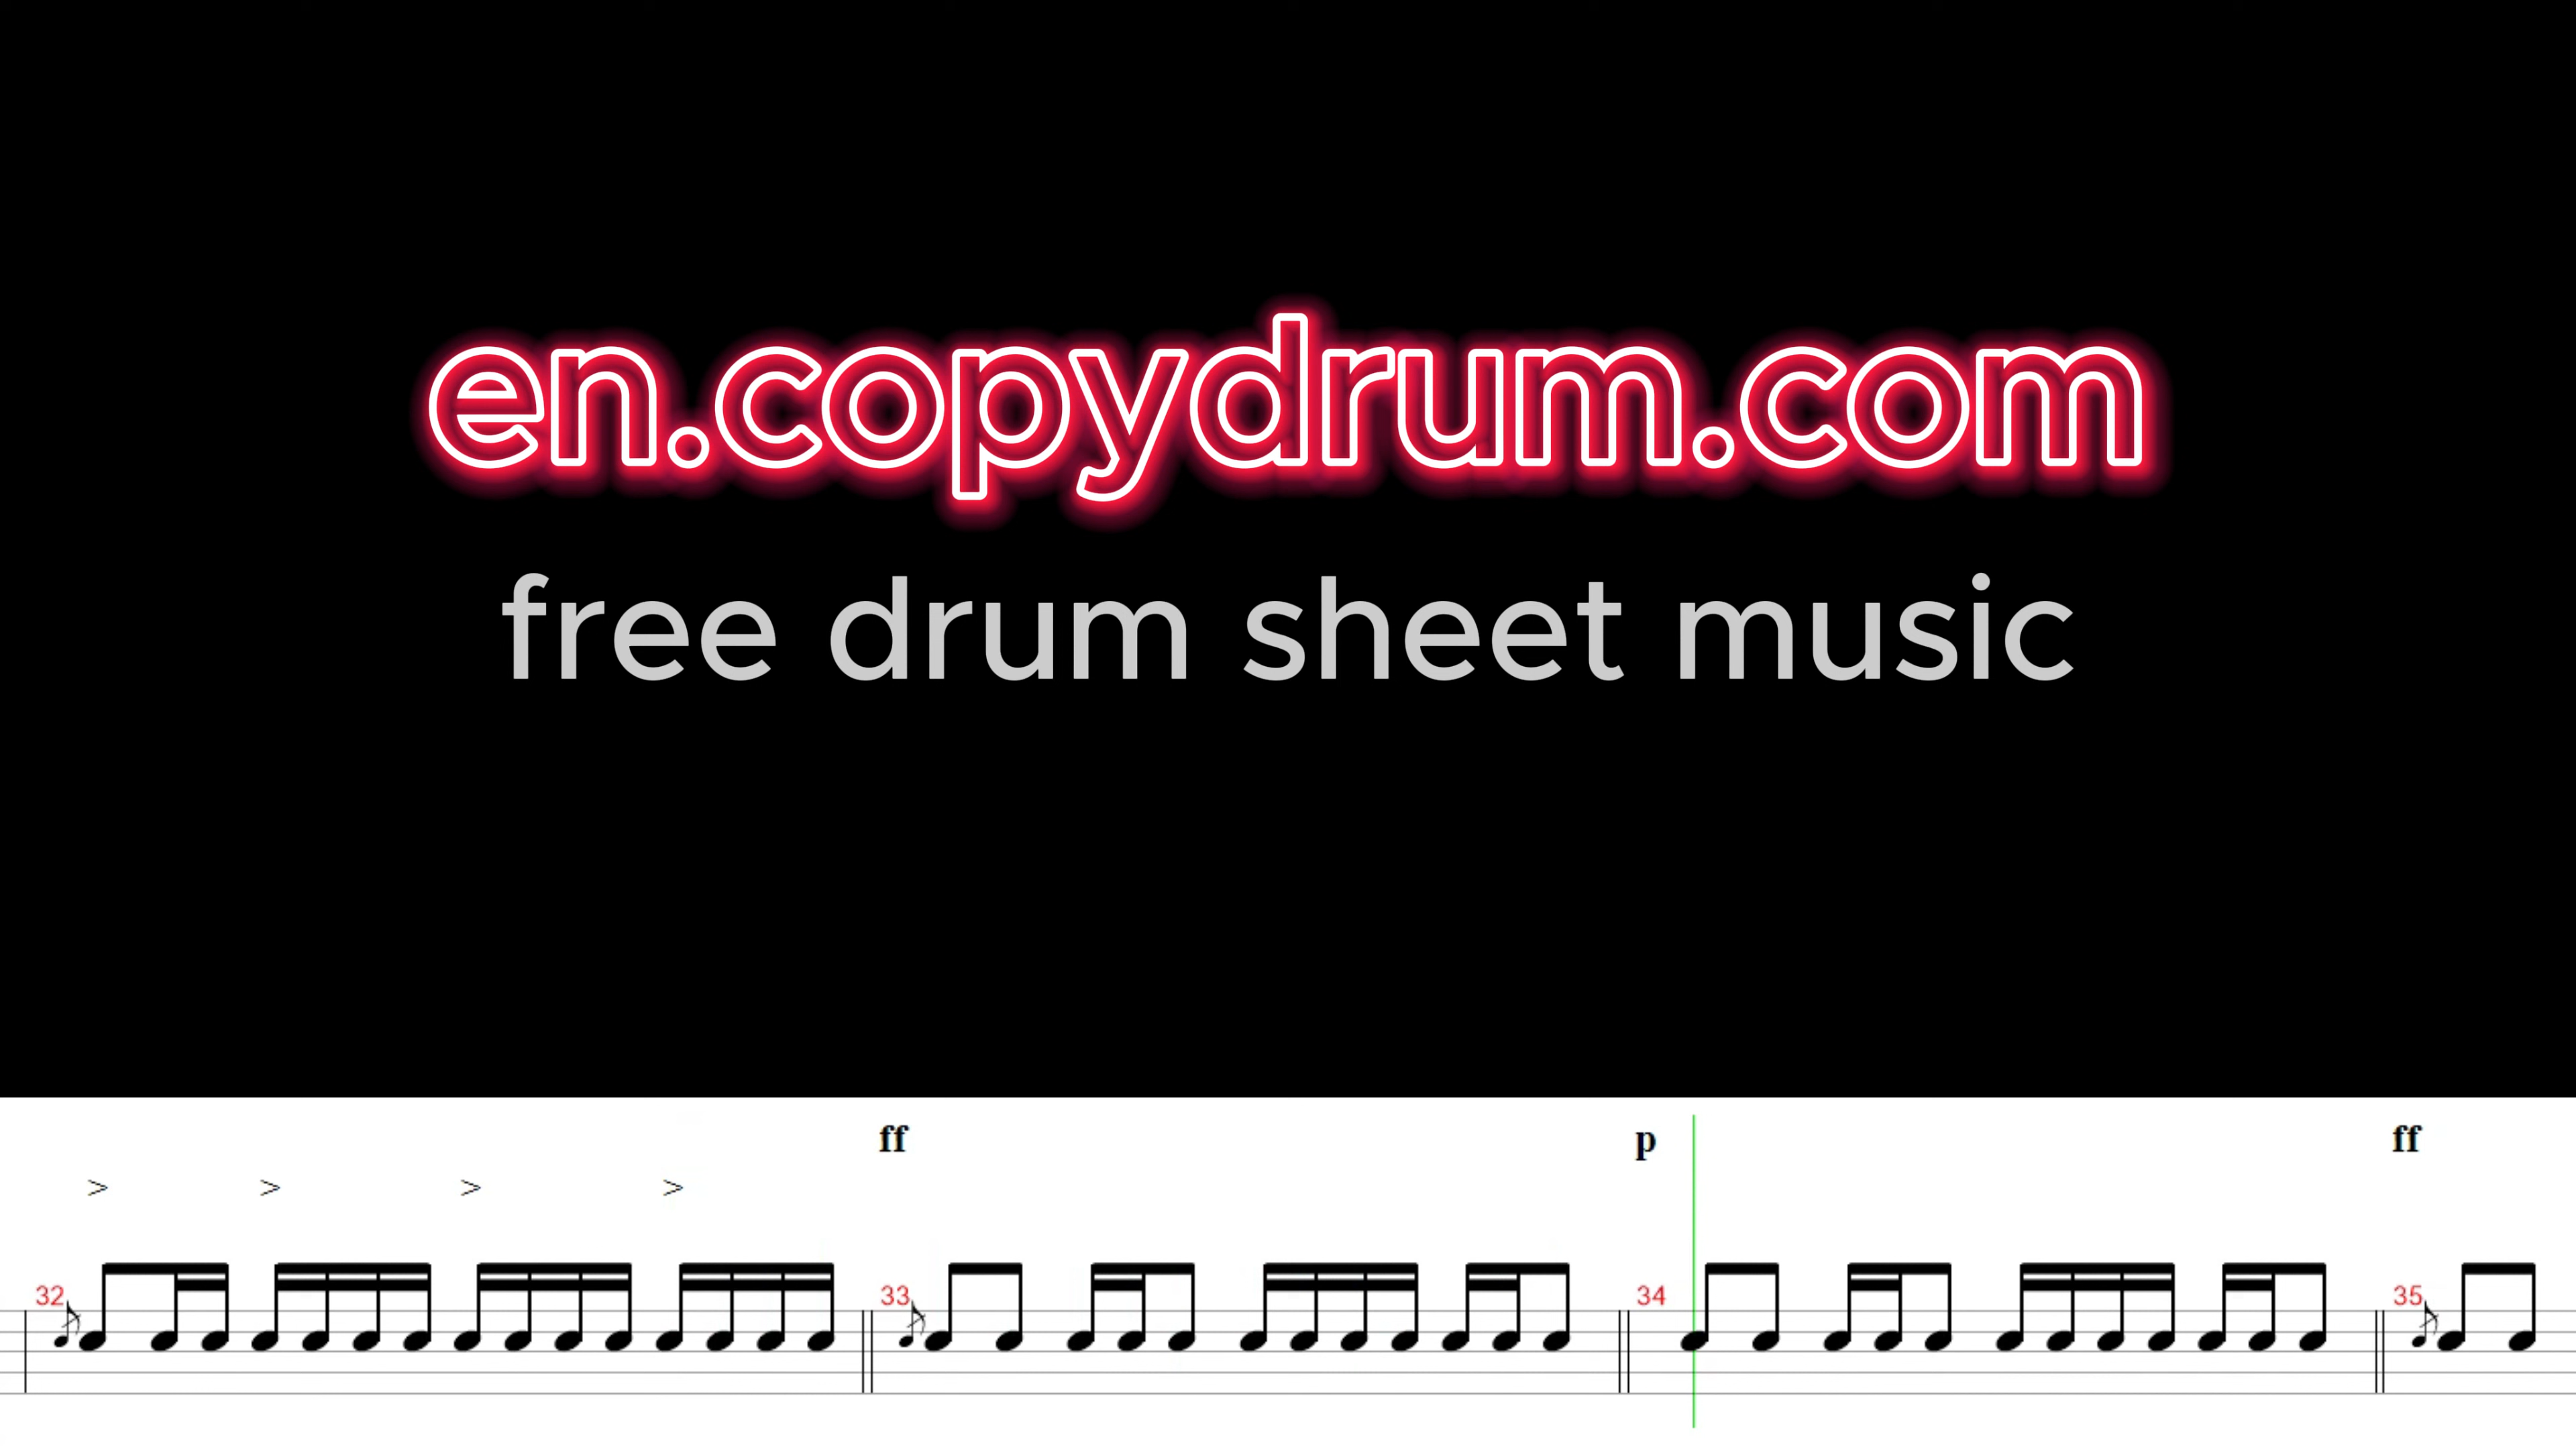 en.copydrum.com
free drum sheet music
ff p ff
> > > >
32 33 34 35